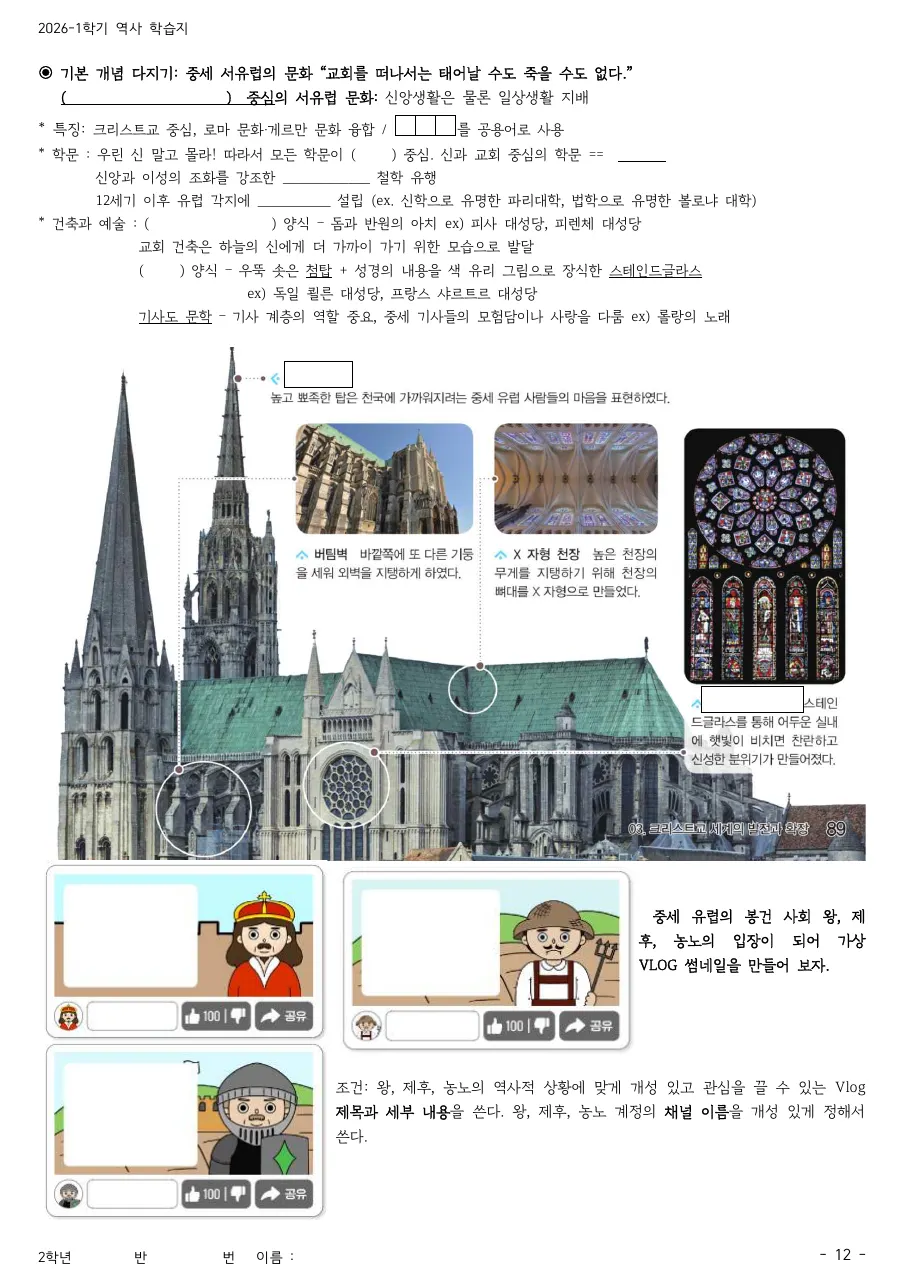 2026-1학기 역사 학습지
◉ 기본 개념 다지기: 중세 서유럽의 문화 “교회를 떠나서는 태어날 수도 죽을 수도 없다.”
( ) 중심의 서유럽 문화: 신앙생활은 물론 일상생활 지배
* 특징: 크리스트교 중심, 로마 문화·게르만 문화 융합 / 를 공용어로 사용
* 학문 : 우린 신 말고 몰라! 따라서 모든 학문이 ( ) 중심. 신과 교회 중심의 학문 == ______
신앙과 이성의 조화를 강조한 ___________ 철학 유행
12세기 이후 유럽 각지에 _________ 설립 (ex. 신학으로 유명한 파리대학, 법학으로 유명한 볼로냐 대학)
* 건축과 예술 : ( ) 양식 - 돔과 반원의 아치 ex) 피사 대성당, 피렌체 대성당
교회 건축은 하늘의 신에게 더 가까이 가기 위한 모습으로 발달
( ) 양식 - 우뚝 솟은 첨탑 + 성경의 내용을 색 유리 그림으로 장식한 스테인드글라스
ex) 독일 쾰른 대성당, 프랑스 샤르트르 대성당
기사도 문학 - 기사 계층의 역할 중요, 중세 기사들의 모험담이나 사랑을 다룸 ex) 롤랑의 노래
높고 뾰족한 탑은 천국에 가까워지려는 중세 유럽 사람들의 마음을 표현하였다.
버팀벽 바깥쪽에 또 다른 기둥
을 세워 외벽을 지탱하게 하였다.
X 자형 천장 높은 천장의
무게를 지탱하기 위해 천장의
뼈대를 X 자형으로 만들었다.
스테인
드글라스를 통해 어두운 실내
에 햇빛이 비치면 찬란하고
신성한 분위기가 만들어졌다.
03. 크리스트교 세계의 발전과 확장 89
100 공유
100 공유
중세 유럽의 봉건 사회 왕, 제
후, 농노의 입장이 되어 가상
VLOG 썸네일을 만들어 보자.
100 공유
조건: 왕, 제후, 농노의 역사적 상황에 맞게 개성 있고 관심을 끌 수 있는 Vlog
제목과 세부 내용을 쓴다. 왕, 제후, 농노 계정의 채널 이름을 개성 있게 정해서
쓴다.
2학년 반 번 이름 :
- 12 -